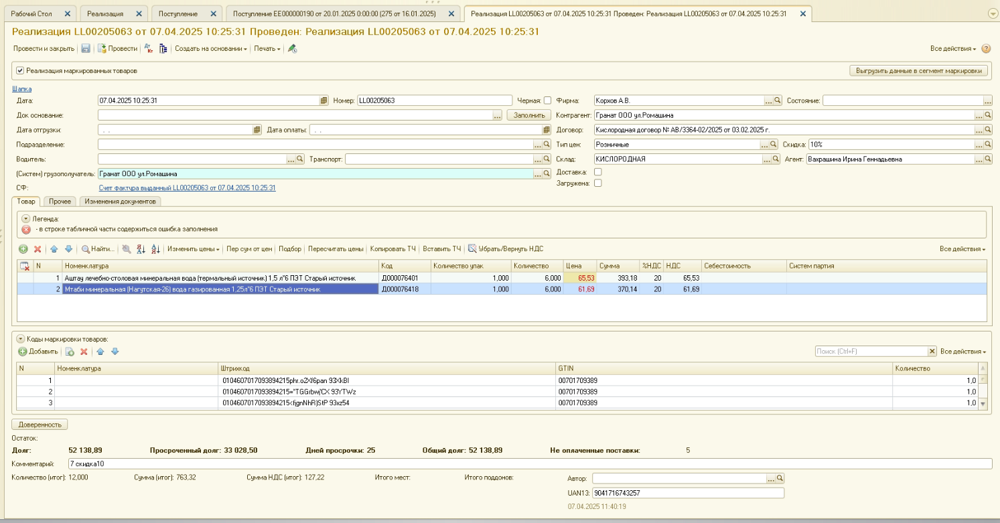 Рабочий Стол Реализация Поступление Поступление ЕЕ000000190 от 20.01.2025 0:00:00 (275 от 16.01.2025) Реализация LL00205063 от 07.04.2025 10:25:31 Проведен: Реализация LL00205063 от 07.04.2025 10:25:31
Реализация LL00205063 от 07.04.2025 10:25:31 Проведен: Реализация LL00205063 от 07.04.2025 10:25:31
Провести и закрыть Провести Создать на основании Печать Все действия
Реализация маркированных товаров Выгрузить данные в сегмент маркировки
Шапка
Дата: 07.04.2025 10:25:31 Номер: LL00205063 Черная: Фирма: Корхов А.В. Состояние:
Док основание: Заполнить Контрагент: Гранат ООО ул.Ромашина
Дата отгрузки: . . Дата оплаты: . . Договор: Кислородная договор № АВ/3364-02/2025 от 03.02.2025 г.
Подразделение: Тип цен: Розничные Скидка: 10%
Водитель: Транспорт: Склад: КИСЛОРОДНАЯ Агент: Вахрашина Ирина Геннадьевна
(Систем) грузополучатель: Гранат ООО ул.Ромашина Доставка:
Загружена:
СФ: Счет фактура выданный LL00205063 от 07.04.2025 10:25:31
Товар Прочее Изменения документов
Легенда:
- в строке табличной части содержиться ошибка заполнения
Найти... Изменить цены Пер сум от цен Подбор Пересчитать цены Копировать ТЧ Вставить ТЧ Убрать/Вернуть НДС Все действия
N Номенклатура Код Количество упак Количество Цена Сумма %НДС НДС Себестоимость Систем партия
1 Аштау лечебно-столовая минеральная вода (термальный источник) 1,5 л*6 ПЭТ Старый источник Д000076401 1,000 6,000 65,53 393,18 20 65,53
2 Мтаби минеральная (Нагутская-26) вода газированная 1,25л*6 ПЭТ Старый источник Д000076418 1,000 6,000 61,69 370,14 20 61,69
Коды маркировки товаров:
Добавить Поиск (Ctrl+F) Все действия
N Номенклатура Штрихкод GTIN Количество
1 0104607017093894215phr.o2Xf6pan 93XkBI 00701709389 1,0
2 0104607017093894215="TGGrbwj'CX 93YTWz 00701709389 1,0
3 0104607017093894215<fjgnNhR)StP 93xz54 00701709389 1,0
Доверенность
Остаток:
Долг: 52 138,89 Просроченный долг: 33 028,50 Дней просрочки: 25 Общий долг: 52 138,89 Не оплаченные поставки: 5
Комментарий: 7 скидка10
Количество (итог): 12,000 Сумма (итог): 763,32 Сумма НДС (итог): 127,22 Итого мест: Итого поддонов: Автор:
UAN13: 9041716743257
07.04.2025 11:40:19